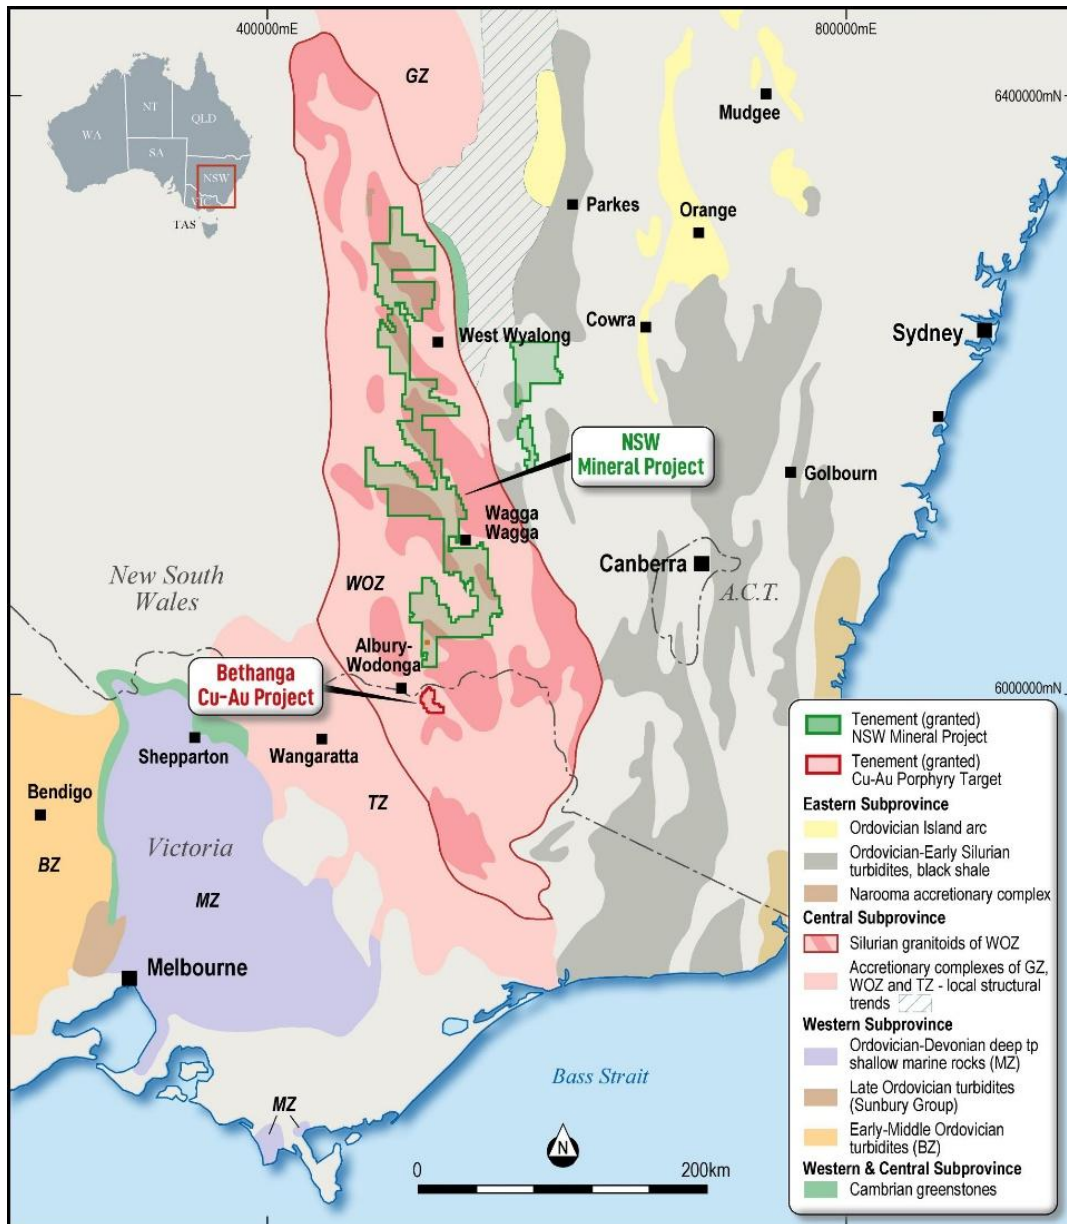 400000mE
800000mE
6400000mN
GZ
Mudgee
WA
NT
QLD
SA
NSW
VIC
TAS
Parkes
Orange
West Wyalong
Cowra
Sydney
NSW
Mineral Project
Golbourn
Wagga
Wagga
Canberra
A.C.T.
New South
Wales
WOZ
Albury-
Wodonga
Bethanga
Cu-Au Project
6000000mN
Shepparton
Wangaratta
Bendigo
TZ
BZ
Victoria
MZ
Melbourne
Bass Strait
MZ
N
0
200km
Tenement (granted)
NSW Mineral Project
Tenement (granted)
Cu-Au Porphyry Target
Eastern Subprovince
Ordovician Island arc
Ordovician-Early Silurian
turbidites, black shale
Narooma accretionary complex
Central Subprovince
Silurian granitoids of WOZ
Accretionary complexes of GZ,
WOZ and TZ - local structural
trends
Western Subprovince
Ordovician-Devonian deep tp
shallow marine rocks (MZ)
Late Ordovician turbidites
(Sunbury Group)
Early-Middle Ordovician
turbidites (BZ)
Western & Central Subprovince
Cambrian greenstones